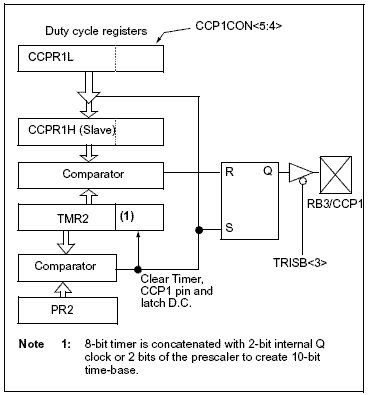 Duty cycle registers
CCP1CON<5:4>
CCPR1L
CCPR1H (Slave)
Comparator
R
Q
RB3/CCP1
TMR2
(1)
S
TRISB<3>
Comparator
Clear Timer,
CCP1 pin and
latch D.C.
PR2
Note 1: 8-bit timer is concatenated with 2-bit internal Q
clock or 2 bits of the prescaler to create 10-bit
time-base.